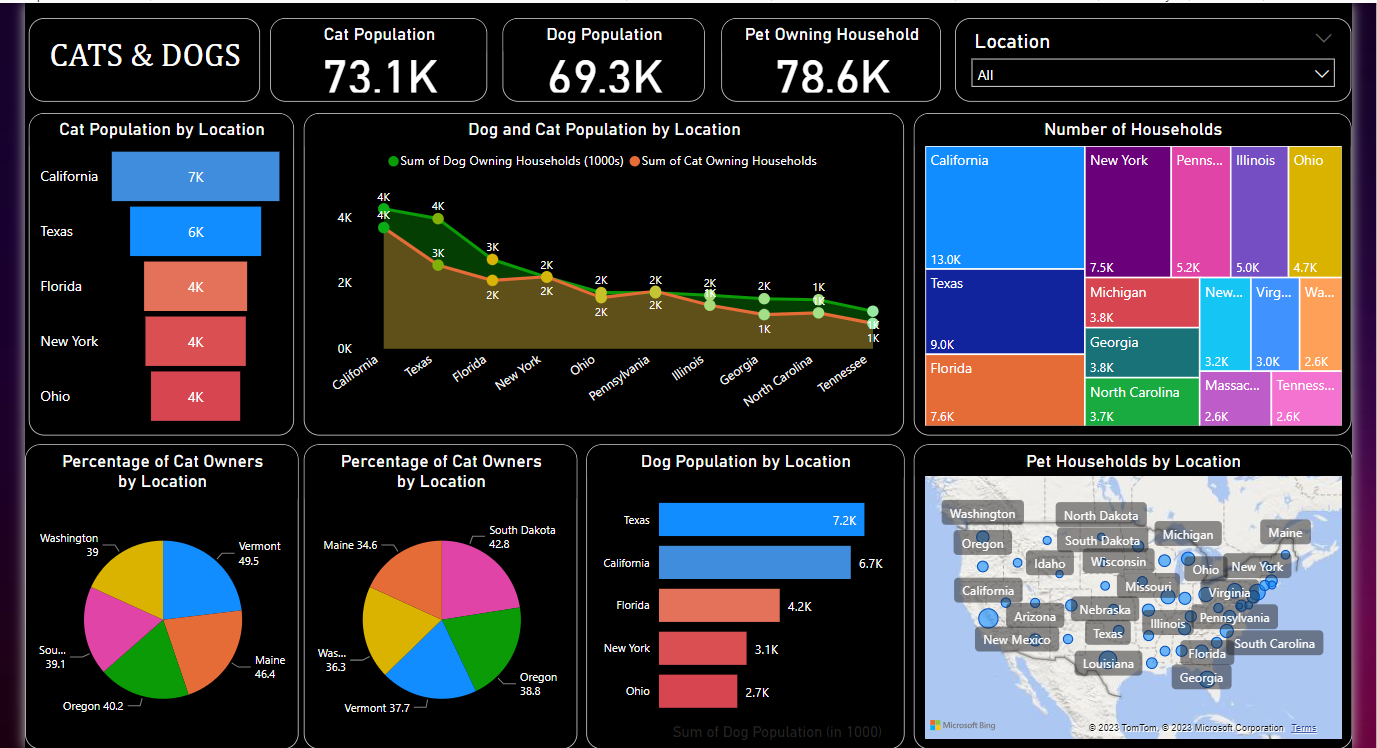 CATS & DOGS
Cat Population
73.1K
Dog Population
69.3K
Pet Owning Household
78.6K
Location
All
Cat Population by Location
California
7K
Texas
6K
Florida
4K
New York
4K
Ohio
4K
Dog and Cat Population by Location
Sum of Dog Owning Households (1000s) Sum of Cat Owning Households
4K
2K
0K
4K
4K
4K
3K
3K
2K
2K
2K
2K
2K
2K
2K
2K
1K
2K
1K
1K
1K
1K
1K
California
Texas
Florida
New York
Ohio
Pennsylvania
Illinois
Georgia
North Carolina
Tennessee
Number of Households
California
13.0K
Texas
9.0K
Florida
7.6K
New York
7.5K
Penns...
5.2K
Illinois
5.0K
Ohio
4.7K
Michigan
3.8K
Georgia
3.8K
North Carolina
3.7K
New...
3.2K
Virg...
3.0K
Wa...
2.6K
Massac...
2.6K
Tenness...
2.6K
Percentage of Cat Owners
by Location
Washington
39
Vermont
49.5
Sou...
39.1
Maine
46.4
Oregon 40.2
Percentage of Cat Owners
by Location
South Dakota
42.8
Maine 34.6
Was...
36.3
Oregon
38.8
Vermont 37.7
Dog Population by Location
Texas
7.2K
California
6.7K
Florida
4.2K
New York
3.1K
Ohio
2.7K
Sum of Dog Population (in 1000)
Pet Households by Location
Washington
North Dakota
Michigan
Maine
Oregon
South Dakota
Idaho
Wisconsin
Ohio
New York
California
Missouri
Virginia
Arizona
Nebraska
Illinois
Pennsylvania
New Mexico
Texas
South Carolina
Louisiana
Florida
Georgia
Microsoft Bing
© 2023 TomTom, © 2023 Microsoft Corporation Terms